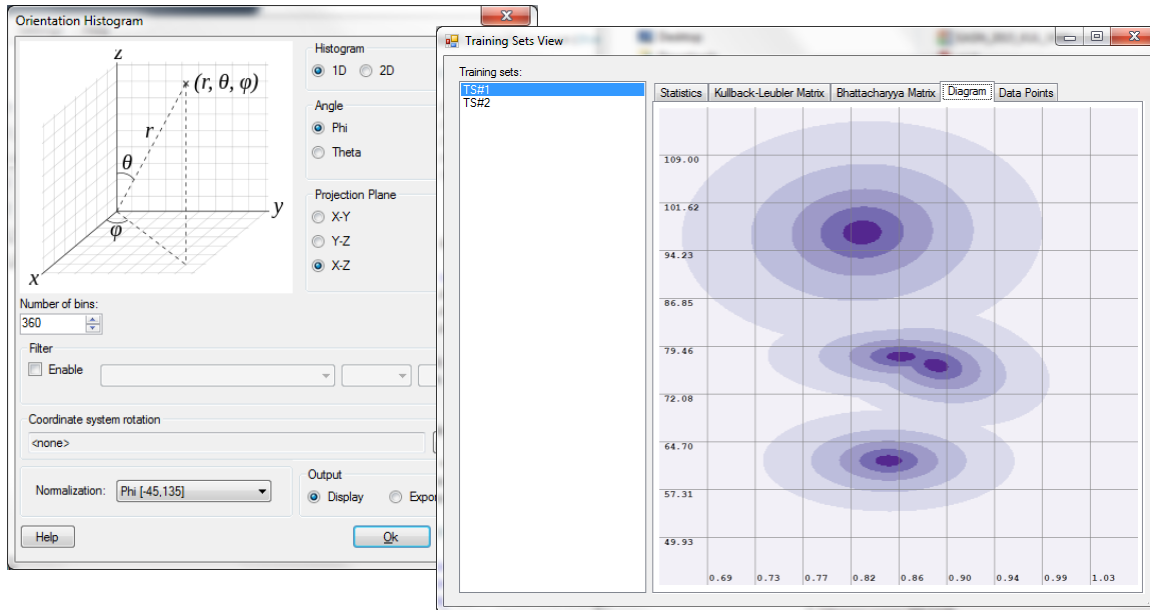 Orientation Histogram
z
(r, θ, φ)
r
θ
y
φ
x
Histogram
1D 2D
Angle
Phi
Theta
Projection Plane
X-Y
Y-Z
X-Z
Number of bins:
360
Filter
Enable
Coordinate system rotation
<none>
Normalization: Phi [-45,135]
Output
Display Expo
Help
Ok
Training Sets View
Training sets:
TS#1
TS#2
Statistics Kullback-Leubler Matrix Bhattacharyya Matrix Diagram Data Points
109.00
101.62
94.23
86.85
79.46
72.08
64.70
57.31
49.93
0.69 0.73 0.77 0.82 0.86 0.90 0.94 0.99 1.03